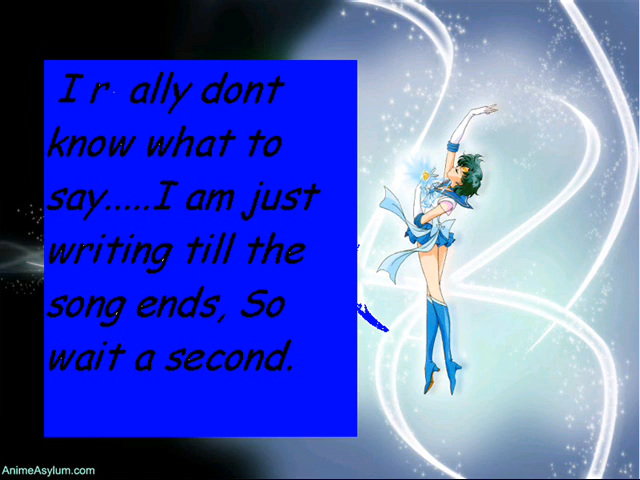 I r ally dont
know what to
say.....I am just
writing till the
song ends, So
wait a second.
AnimeAsylum.com